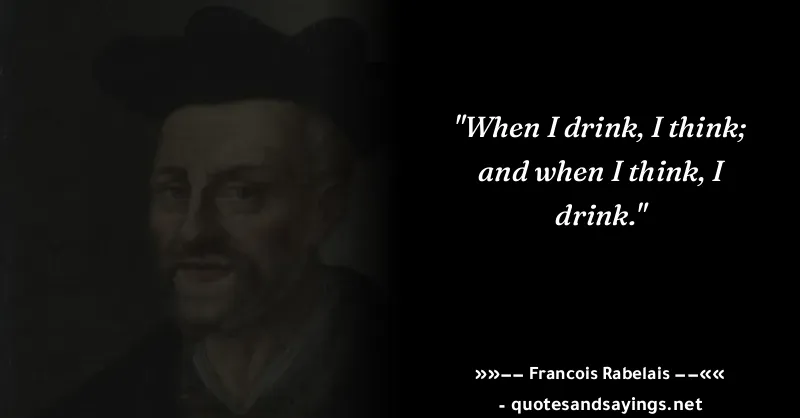 "When I drink, I think;
and when I think, I
drink."
»»–– Francois Rabelais ––««
- quotesandsayings.net